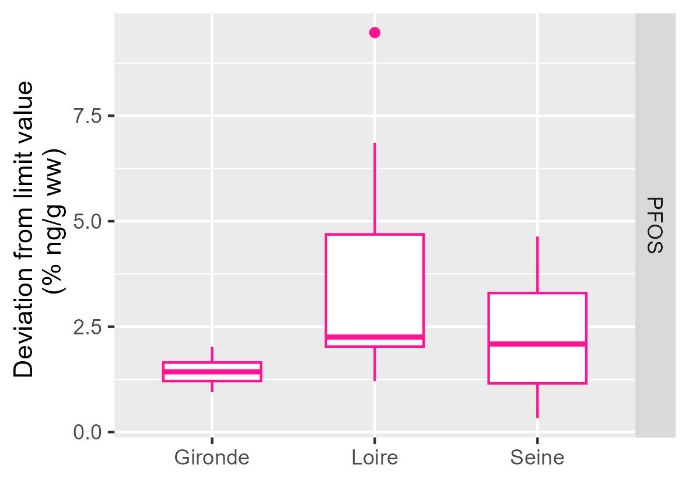 Deviation from limit value
(% ng/g ww)
7.5
5.0
2.5
0.0
Gironde
Loire
Seine
PFOS